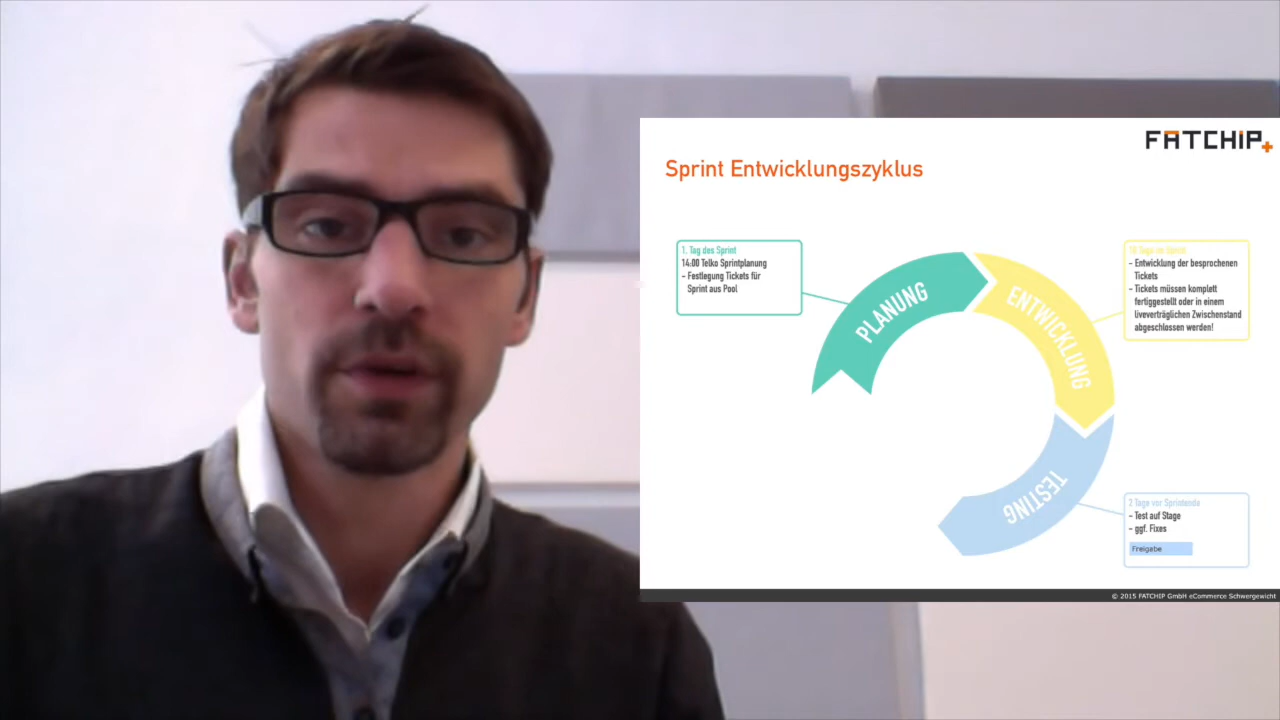 FATCHIP+
Sprint Entwicklungszyklus
1. Tag des Sprint
14:00 Telko Sprintplanung
- Festlegung Tickets für
Sprint aus Pool
PLANUNG
ENTWICKLUNG
- Entwicklung der besprochenen
Tickets
- Tickets müssen komplett
fertiggestellt oder in einem
liveverträglichen Zwischenstand
abgeschlossen werden!
TESTING
2 Tage vor Sprintende
- Test auf Stage
- ggf. Fixes
Freigabe
© 2015 FATCHIP GmbH eCommerce Schwergewicht